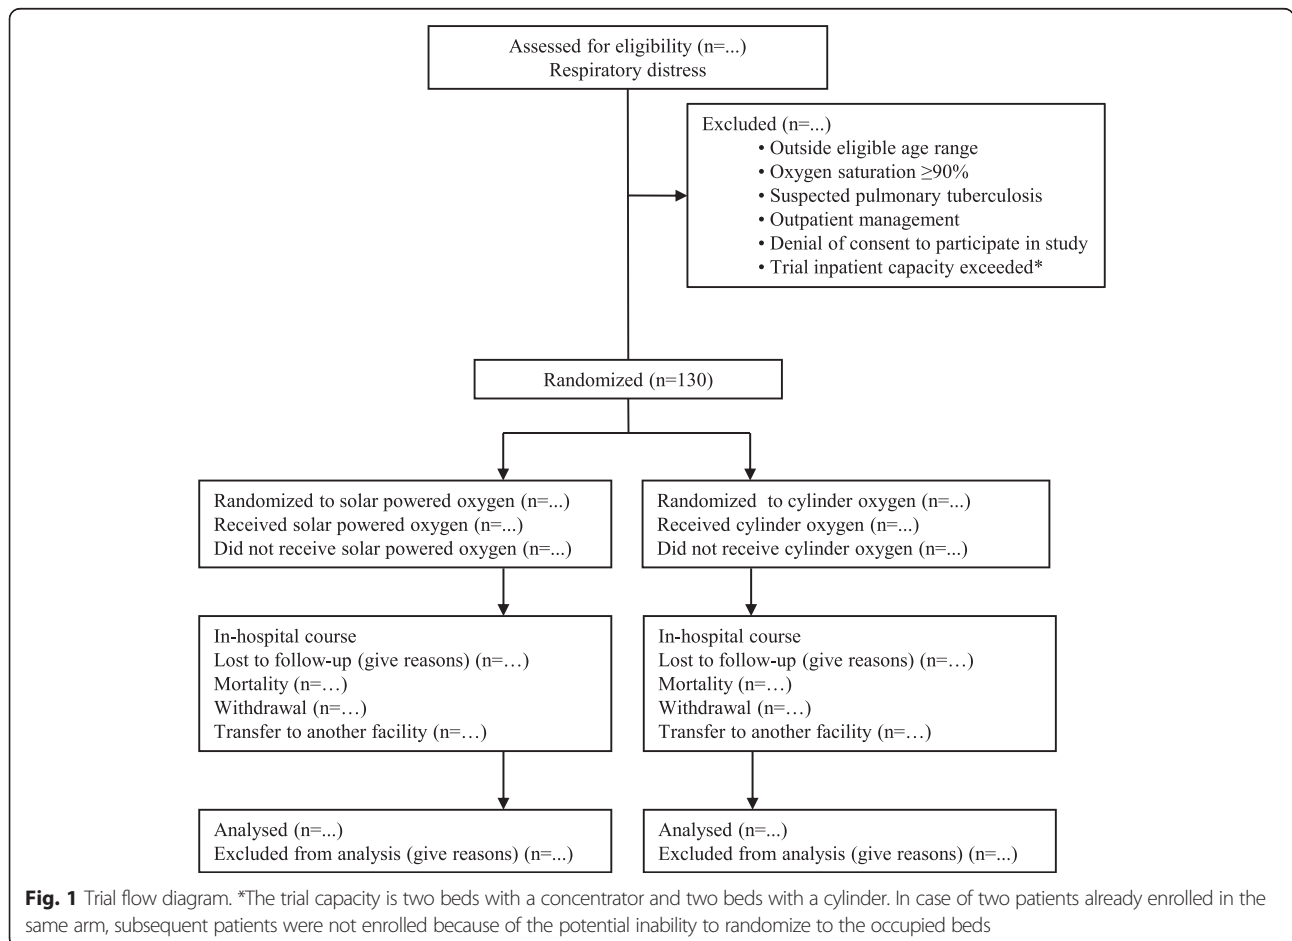 Assessed for eligibility (n=...)
Respiratory distress
Excluded (n=...)
• Outside eligible age range
• Oxygen saturation ≥90%
• Suspected pulmonary tuberculosis
• Outpatient management
• Denial of consent to participate in study
• Trial inpatient capacity exceeded*
Randomized (n=130)
Randomized to solar powered oxygen (n=...)
Received solar powered oxygen (n=...)
Did not receive solar powered oxygen (n=...)
Randomized to cylinder oxygen (n=...)
Received cylinder oxygen (n=...)
Did not receive cylinder oxygen (n=...)
In-hospital course
Lost to follow-up (give reasons) (n=…)
Mortality (n=…)
Withdrawal (n=…)
Transfer to another facility (n=…)
In-hospital course
Lost to follow-up (give reasons) (n=…)
Mortality (n=…)
Withdrawal (n=…)
Transfer to another facility (n=…)
Analysed (n=...)
Excluded from analysis (give reasons) (n=...)
Analysed (n=...)
Excluded from analysis (give reasons) (n=...)
Fig. 1 Trial flow diagram. *The trial capacity is two beds with a concentrator and two beds with a cylinder. In case of two patients already enrolled in the
same arm, subsequent patients were not enrolled because of the potential inability to randomize to the occupied beds